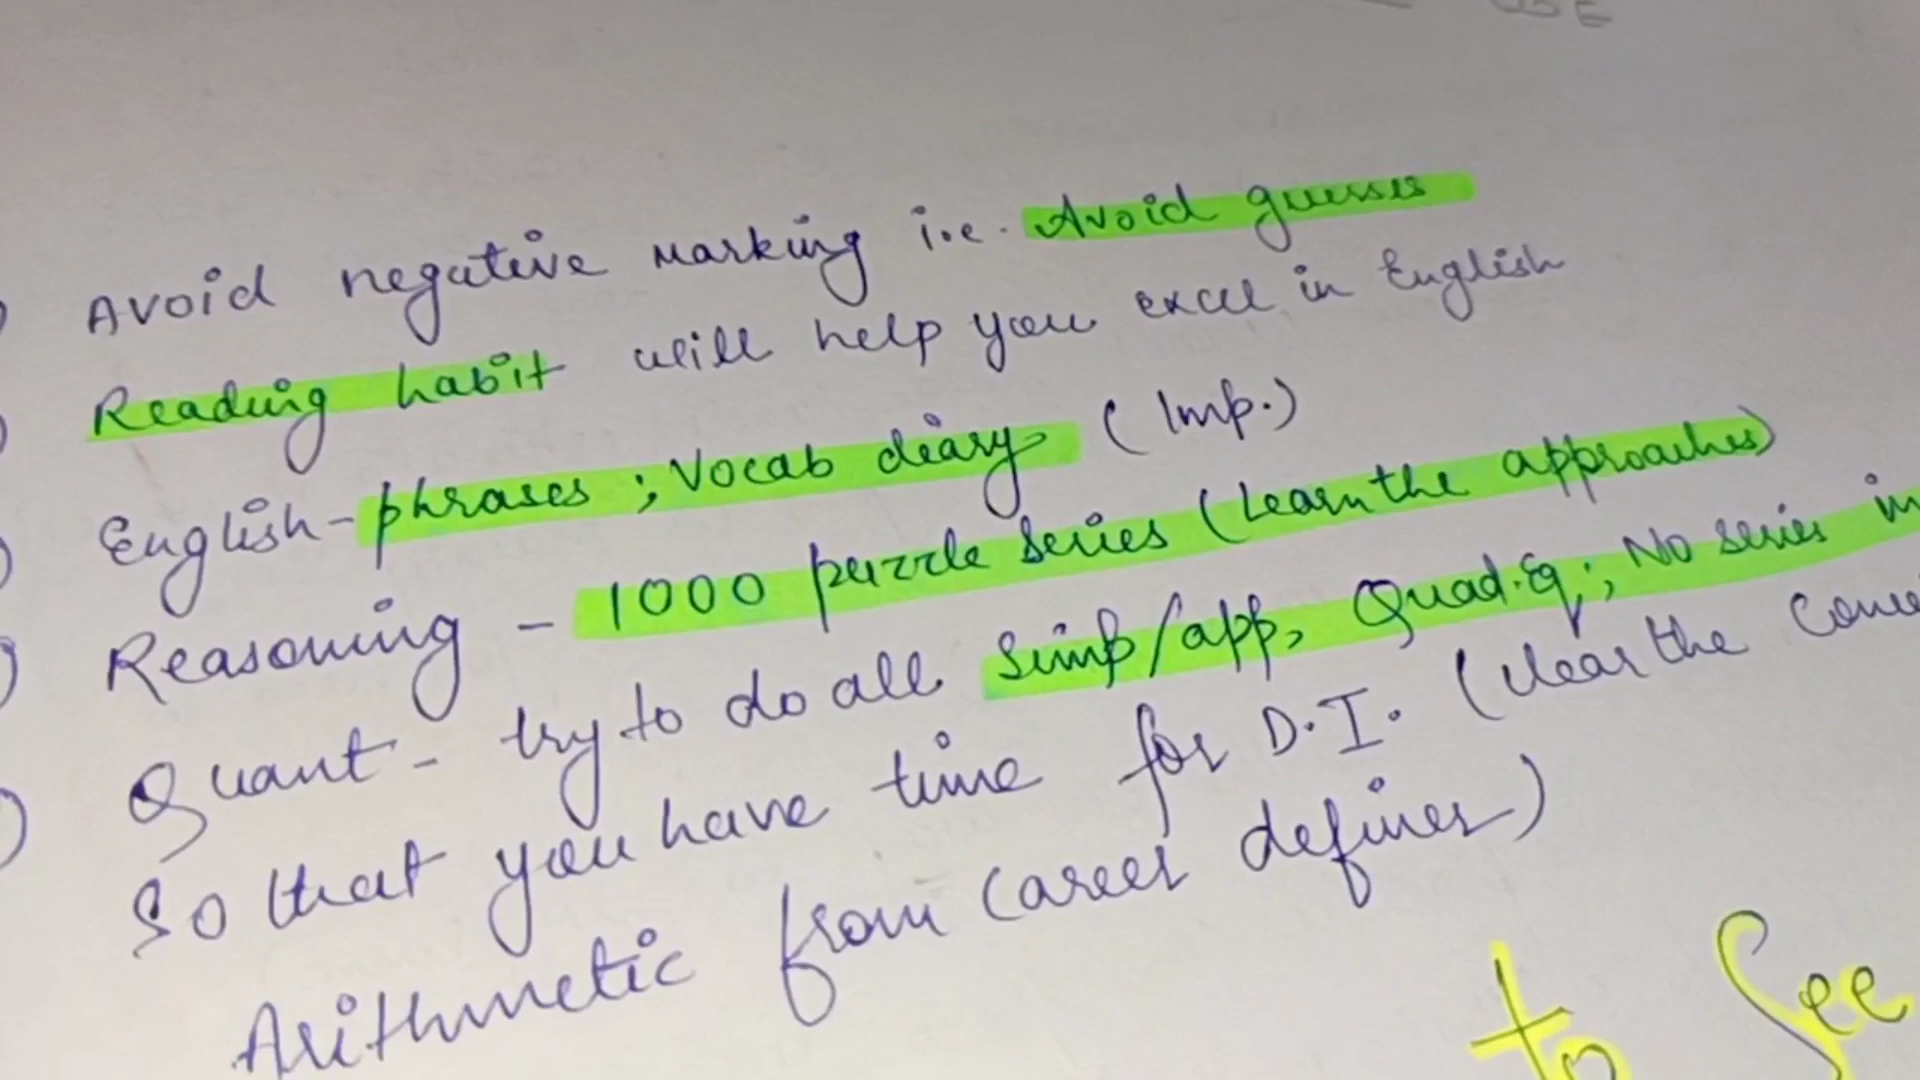 Avoid negative marking i.e. Avoid guesses
Reading habit will help you excel in English
English - phrases ; Vocab diary (Imp.)
Reasoning - 1000 puzzle series (Learn the approaches)
Quant - try to do all Simp/app, Quad.Eq.; No series in
So that you have time for D.I. (Clear the
Arithmetic from Career definer)
to See